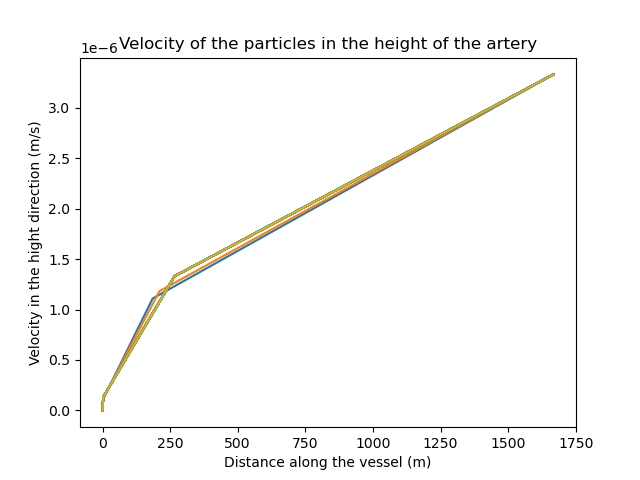 Velocity of the particles in the height of the artery
1e−6
3.0
2.5
2.0
1.5
1.0
0.5
0.0
Velocity in the hight direction (m/s)
0 250 500 750 1000 1250 1500 1750
Distance along the vessel (m)